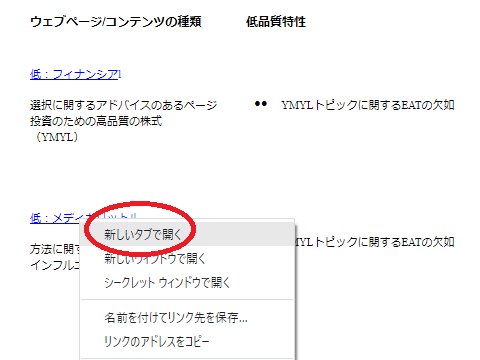 ウェブページ/コンテンツの種類 低品質特性
低：フィナンシアl
選択に関するアドバイスのあるページ ●● YMYLトピックに関するEATの欠如
投資のための高品質の株式
（YMYL）
低：メディ
新しいタブで開く
方法に関す YMYLトピックに関するEATの欠如
新しいウィンドウで開く
インフルエ
シークレット ウィンドウで開く
名前を付けてリンク先を保存...
リンクのアドレスをコピー